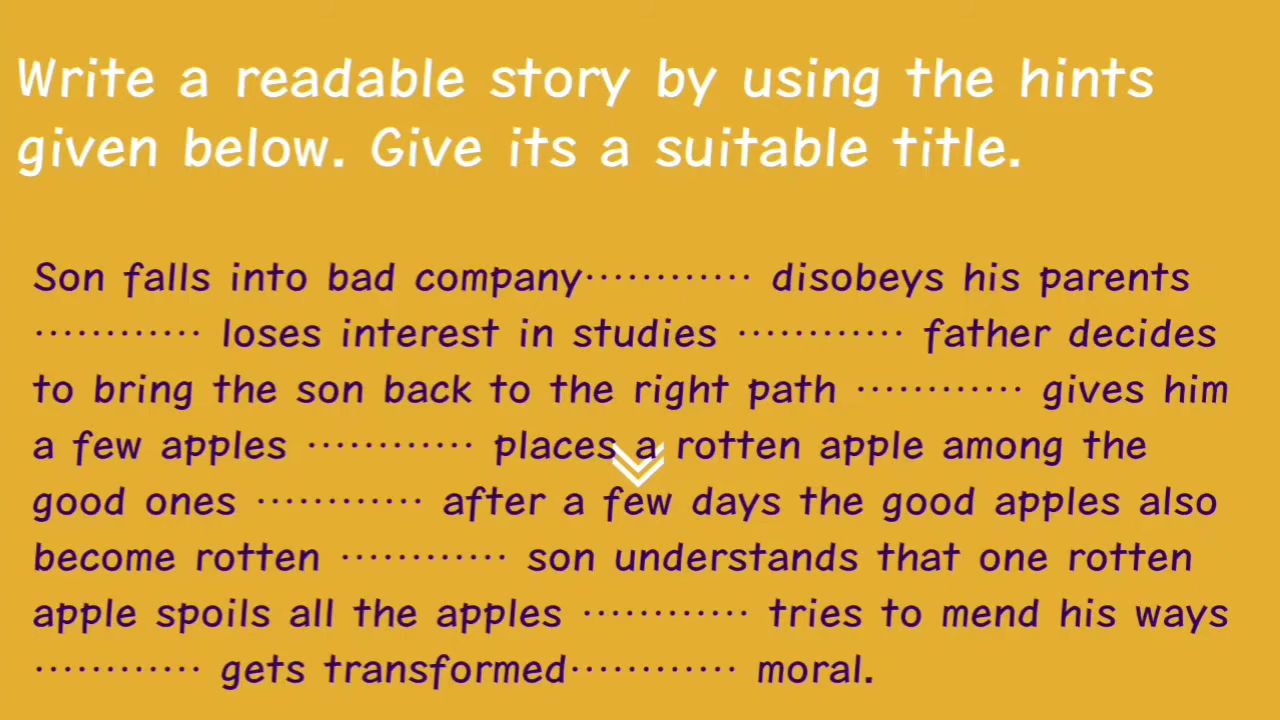 Write a readable story by using the hints
given below. Give its a suitable title.
Son falls into bad company············ disobeys his parents
············ loses interest in studies ············ father decides
to bring the son back to the right path ············ gives him
a few apples ············ places a rotten apple among the
good ones ············ after a few days the good apples also
become rotten ············ son understands that one rotten
apple spoils all the apples ············ tries to mend his ways
············ gets transformed············ moral.